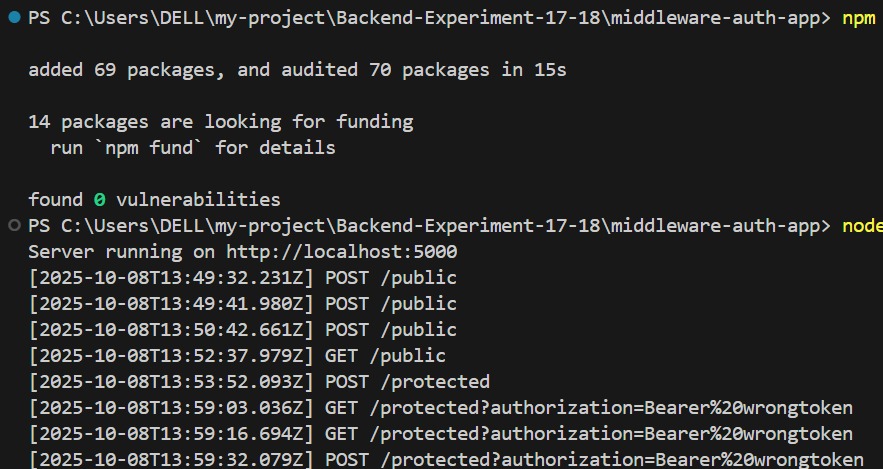 PS C:\Users\DELL\my-project\Backend-Experiment-17-18\middleware-auth-app> npm
added 69 packages, and audited 70 packages in 15s
14 packages are looking for funding
run `npm fund` for details
found 0 vulnerabilities
PS C:\Users\DELL\my-project\Backend-Experiment-17-18\middleware-auth-app> node
Server running on http://localhost:5000
[2025-10-08T13:49:32.231Z] POST /public
[2025-10-08T13:49:41.980Z] POST /public
[2025-10-08T13:50:42.661Z] POST /public
[2025-10-08T13:52:37.979Z] GET /public
[2025-10-08T13:53:52.093Z] POST /protected
[2025-10-08T13:59:03.036Z] GET /protected?authorization=Bearer%20wrongtoken
[2025-10-08T13:59:16.694Z] GET /protected?authorization=Bearer%20wrongtoken
[2025-10-08T13:59:32.079Z] POST /protected?authorization=Bearer%20wrongtoken